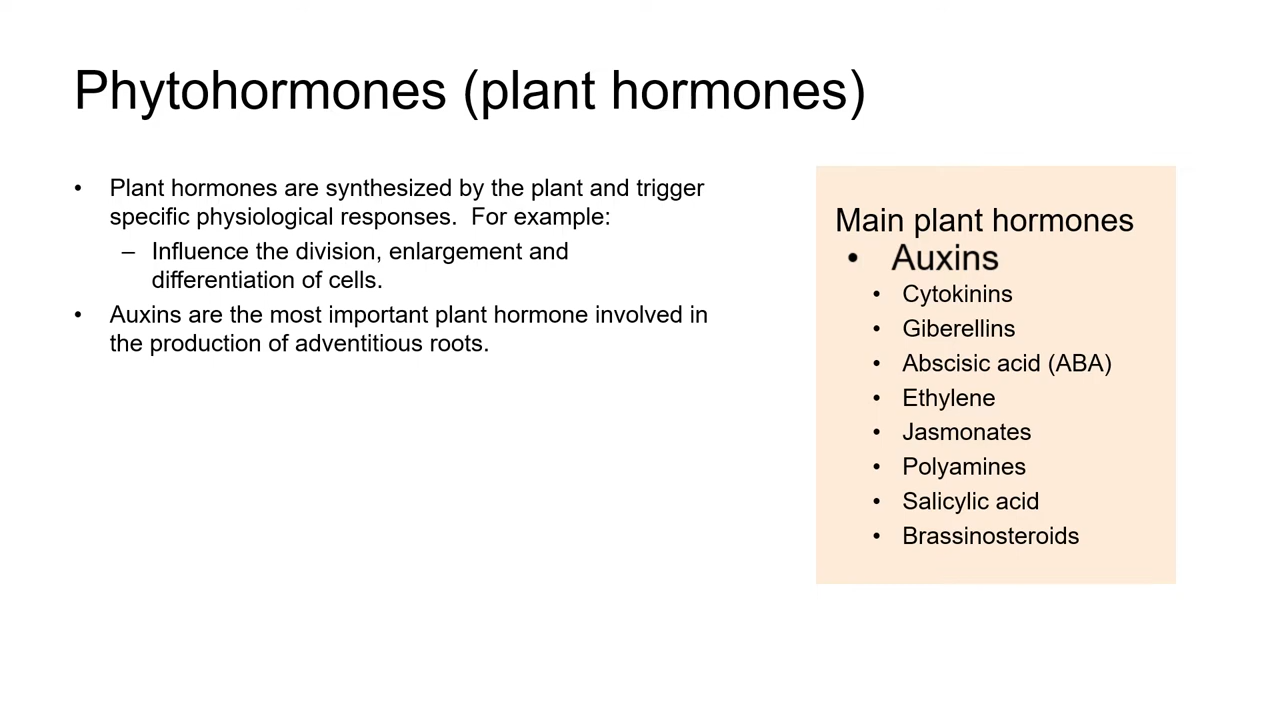 Phytohormones (plant hormones)
• Plant hormones are synthesized by the plant and trigger
specific physiological responses.  For example:
– Influence the division, enlargement and
differentiation of cells.
• Auxins are the most important plant hormone involved in
the production of adventitious roots.
Main plant hormones
• Auxins
• Cytokinins
• Giberellins
• Abscisic acid (ABA)
• Ethylene
• Jasmonates
• Polyamines
• Salicylic acid
• Brassinosteroids